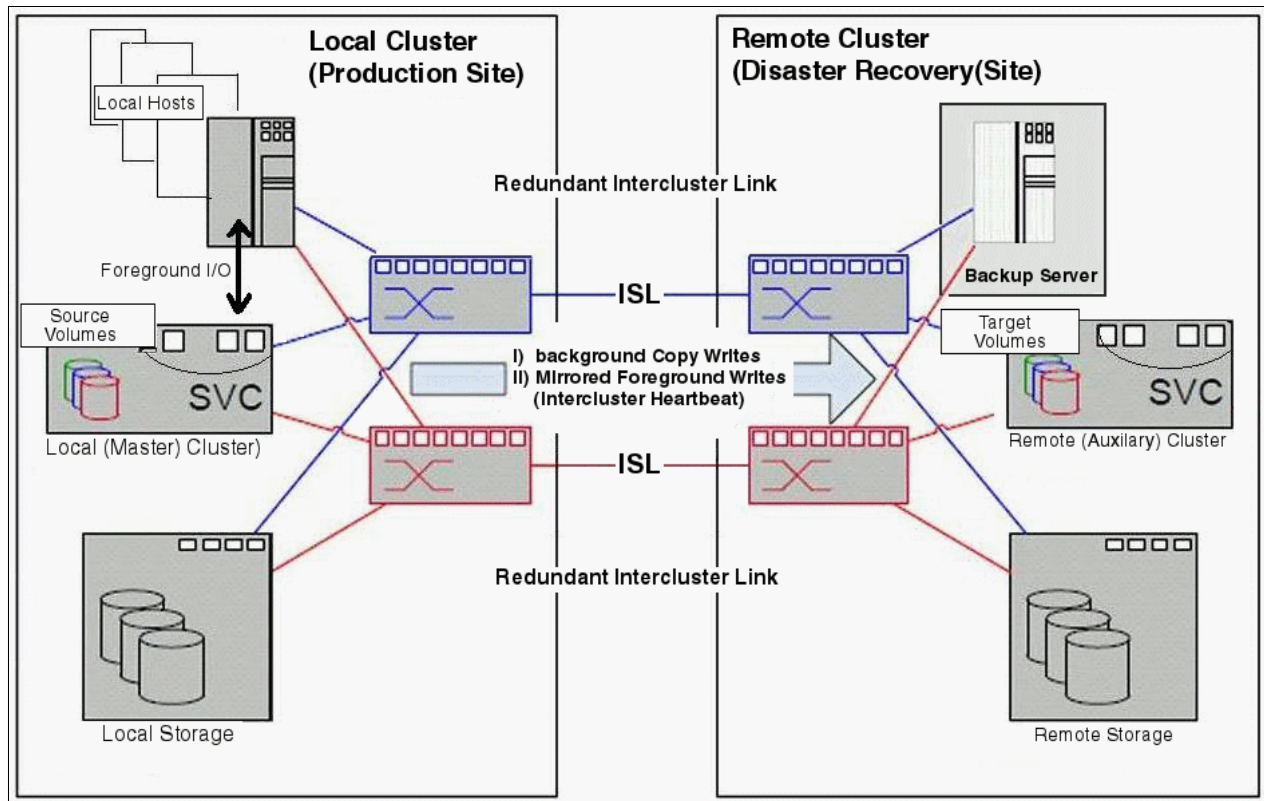 Local Cluster
(Production Site)
Remote Cluster
(Disaster Recovery(Site)
Local Hosts
Redundant Intercluster Link
Foreground I/O
Backup Server
ISL
Source
Volumes
Target
Volumes
I) background Copy Writes
II) Mirrored Foreground Writes
(Intercluster Heartbeat)
SVC
SVC
Local (Master) Cluster)
Remote (Auxilary) Cluster
ISL
Redundant Intercluster Link
Local Storage
Remote Storage